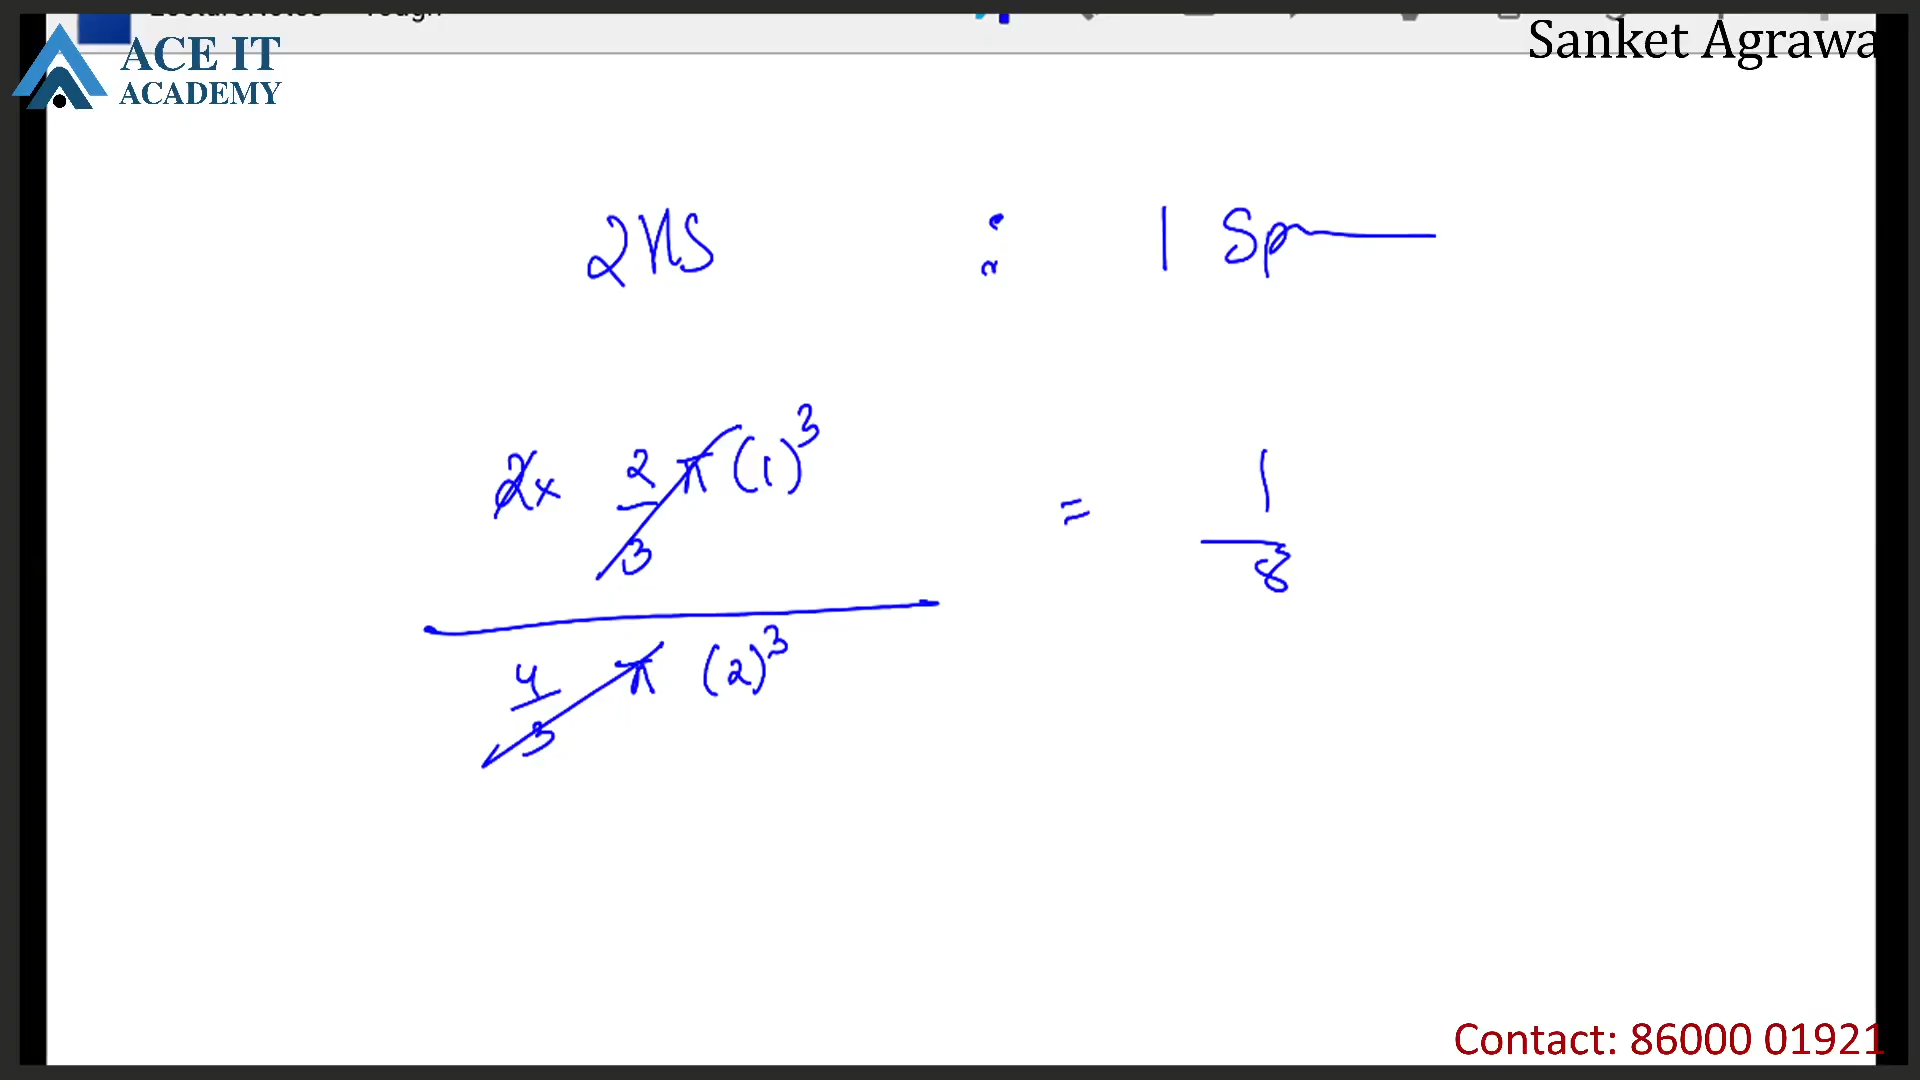 Sanket Agrawa
ACE IT
ACADEMY
2HS : 1 Sp
2x 2/3 π (1)^3
= 1/8
4/3 π (2)^3
Contact: 86000 01921